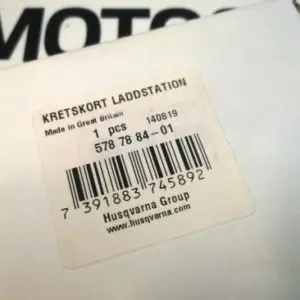 KRETSKORT LADDSTATION
Made in Great Britain 140819
1 pcs
578 78 84-01
7 391883 745892
Husqvarna Group
www.husqvarna.com